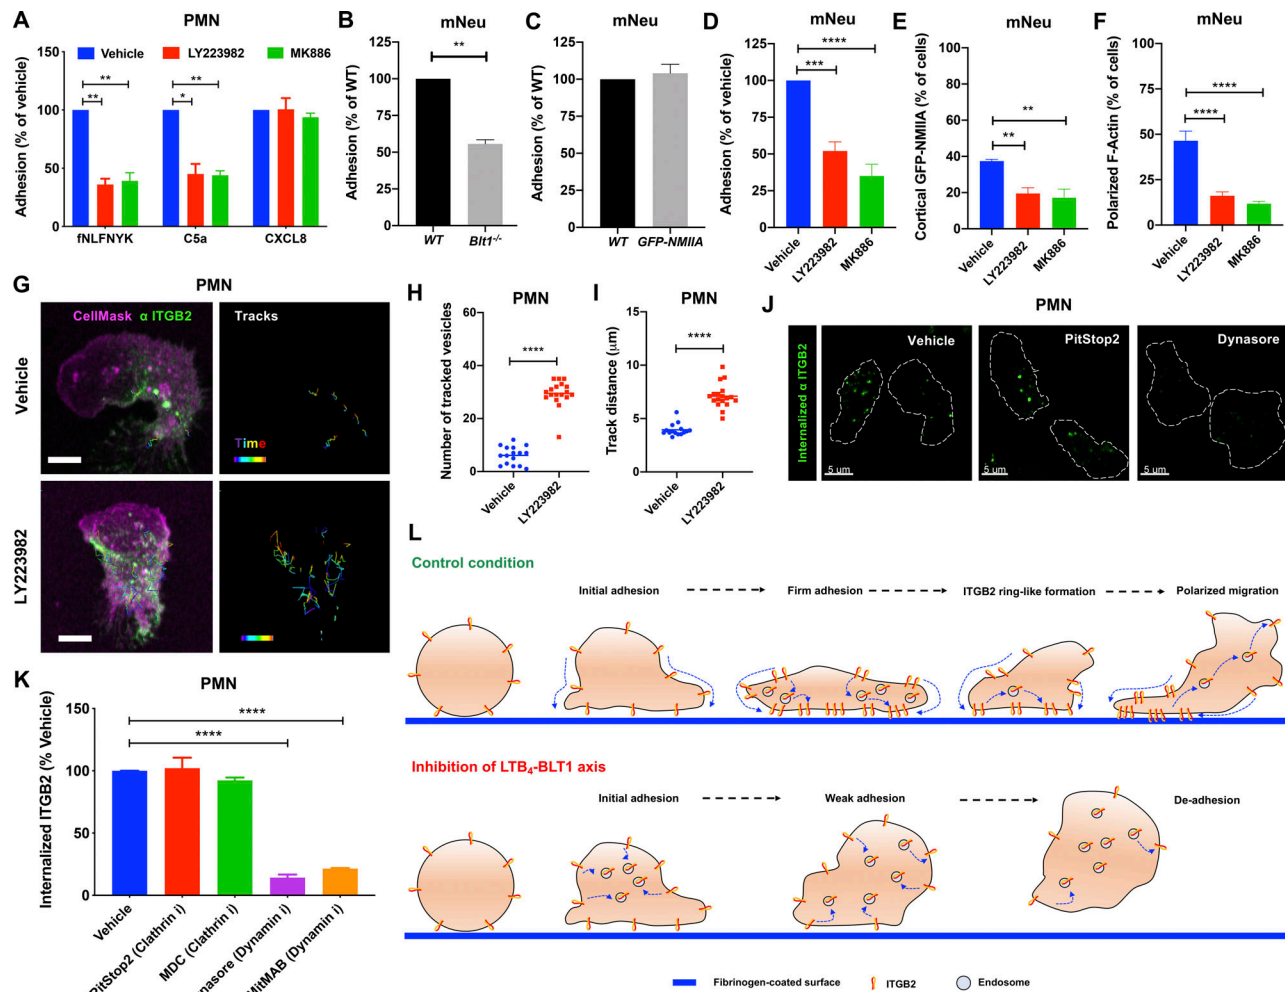 A
PMN
Vehicle
LY223982
MK886
Adhesion (% of vehicle)
150
100
50
0
**
**
**
*
fNLFNYK
C5a
CXCL8
B
mNeu
Adhesion (% of WT)
125
100
75
50
25
0
**
WT
Blt1-/-
C
mNeu
Adhesion (% of WT)
125
100
75
50
25
0
WT
GFP-NMIIA
D
mNeu
Adhesion (% of vehicle)
125
100
75
50
25
0
****
***
Vehicle
LY223982
MK886
E
mNeu
Cortical GFP-NMIIA (% of cells)
100
80
60
40
20
0
**
**
Vehicle
LY223982
MK886
F
mNeu
Polarized F-Actin (% of cells)
100
75
50
25
0
****
****
Vehicle
LY223982
MK886
G
PMN
CellMask α ITGB2
Tracks
Vehicle
Time
LY223982
H
PMN
Number of tracked vesicles
60
40
20
0
****
Vehicle
LY223982
I
PMN
Track distance (μm)
15
10
5
0
****
Vehicle
LY223982
J
PMN
Internalized α ITGB2
Vehicle
PitStop2
Dynasore
5 um
5 um
5 um
K
PMN
Internalized ITGB2 (% Vehicle)
150
100
50
0
****
****
Vehicle
PitStop2 (Clathrin i)
MDC (Clathrin i)
nasore (Dynamin i)
MitMAB (Dynamin i)
L
Control condition
Initial adhesion
Firm adhesion
ITGB2 ring-like formation
Polarized migration
Inhibition of LTB4-BLT1 axis
Initial adhesion
Weak adhesion
De-adhesion
Fibrinogen-coated surface
ITGB2
Endosome